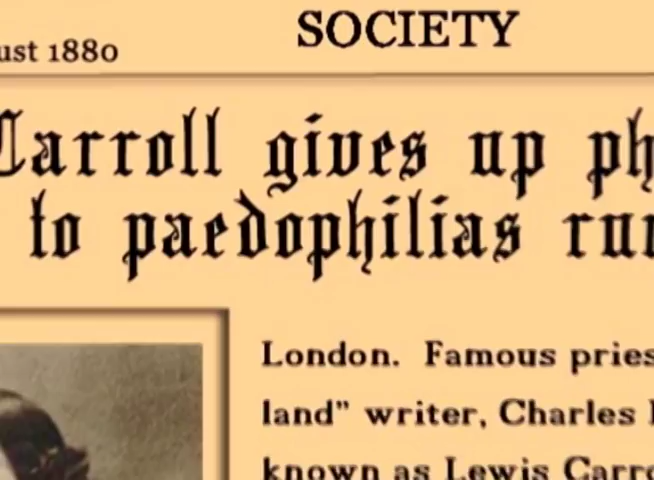 SOCIETY
ust 1880
Carroll gives up ph
to paedophilias ru
London. Famous pries
land" writer, Charles
known as Lewis Carro